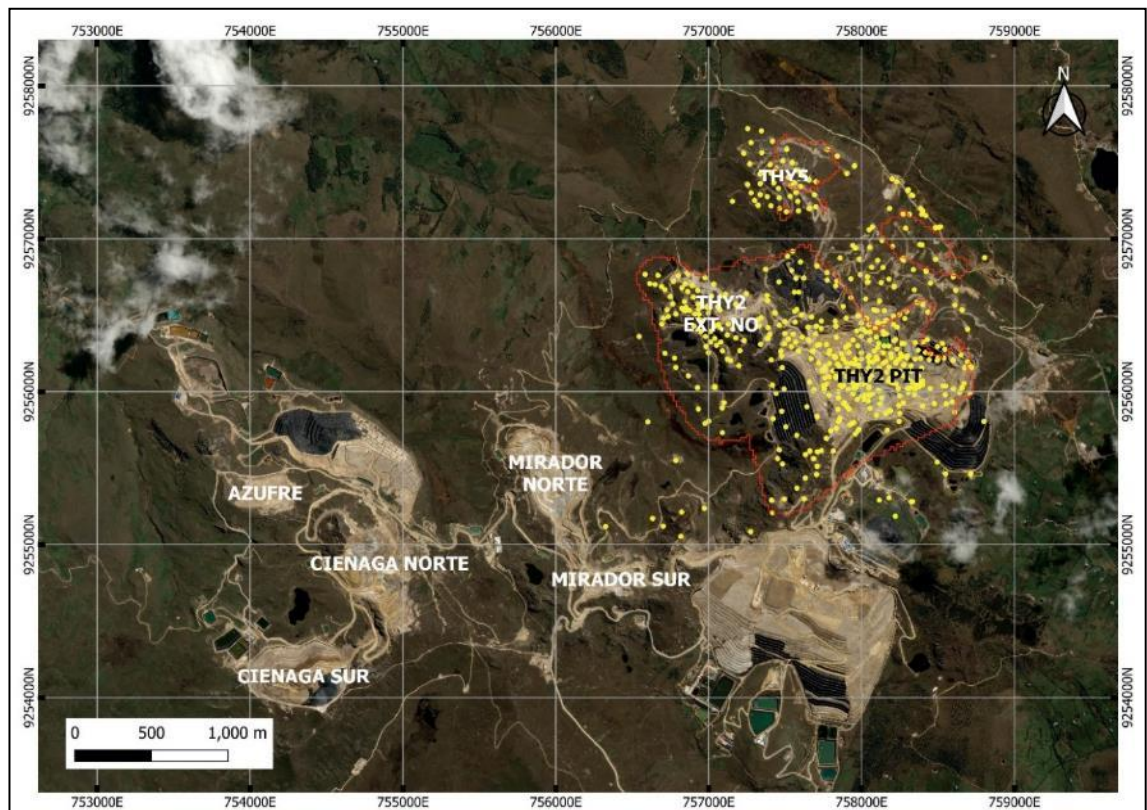 753000E 754000E 755000E 756000E 757000E 758000E 759000E
9258000N 9258000N
N
THY5
9257000N 9257000N
THY2
EXT. NO
THY2 PIT
9256000N 9256000N
MIRADOR
NORTE
AZUFRE
9255000N 9255000N
CIENAGA NORTE
MIRADOR SUR
CIENAGA SUR
9254000N 9254000N
0 500 1,000 m
753000E 754000E 755000E 756000E 757000E 758000E 759000E